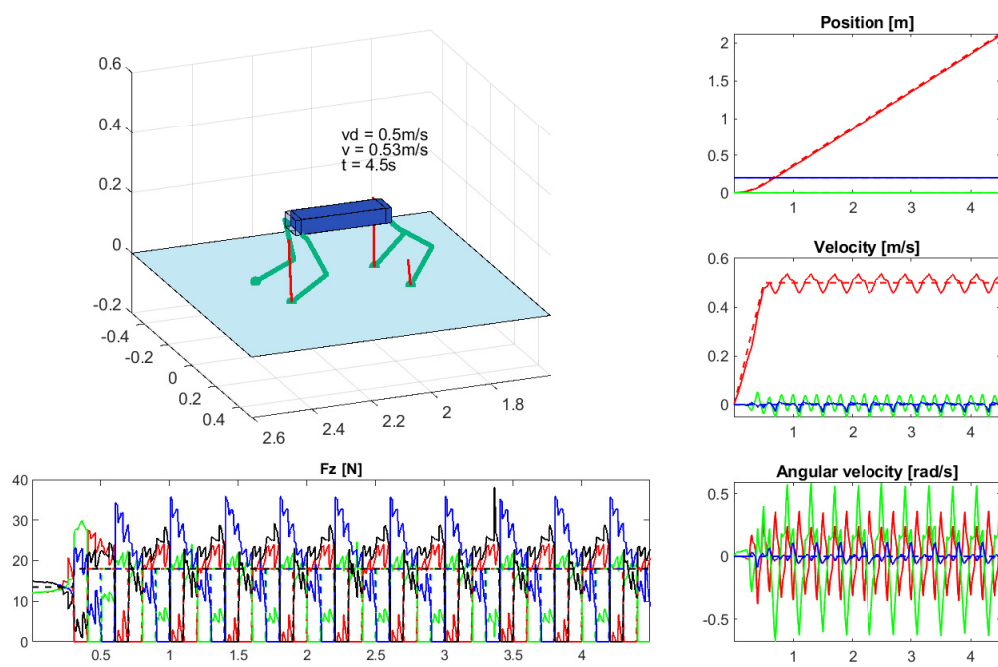 0.6
0.4
0.2
0
-0.2
vd = 0.5m/s
v = 0.53m/s
t = 4.5s
-0.4
-0.2
0
0.2
0.4
2.6
2.4
2.2
2
1.8
Position [m]
2
1.5
1
0.5
0
1 2 3 4
Velocity [m/s]
0.6
0.4
0.2
0
1 2 3 4
Fz [N]
40
30
20
10
0
0.5 1 1.5 2 2.5 3 3.5 4
Angular velocity [rad/s]
0.5
0
-0.5
1 2 3 4